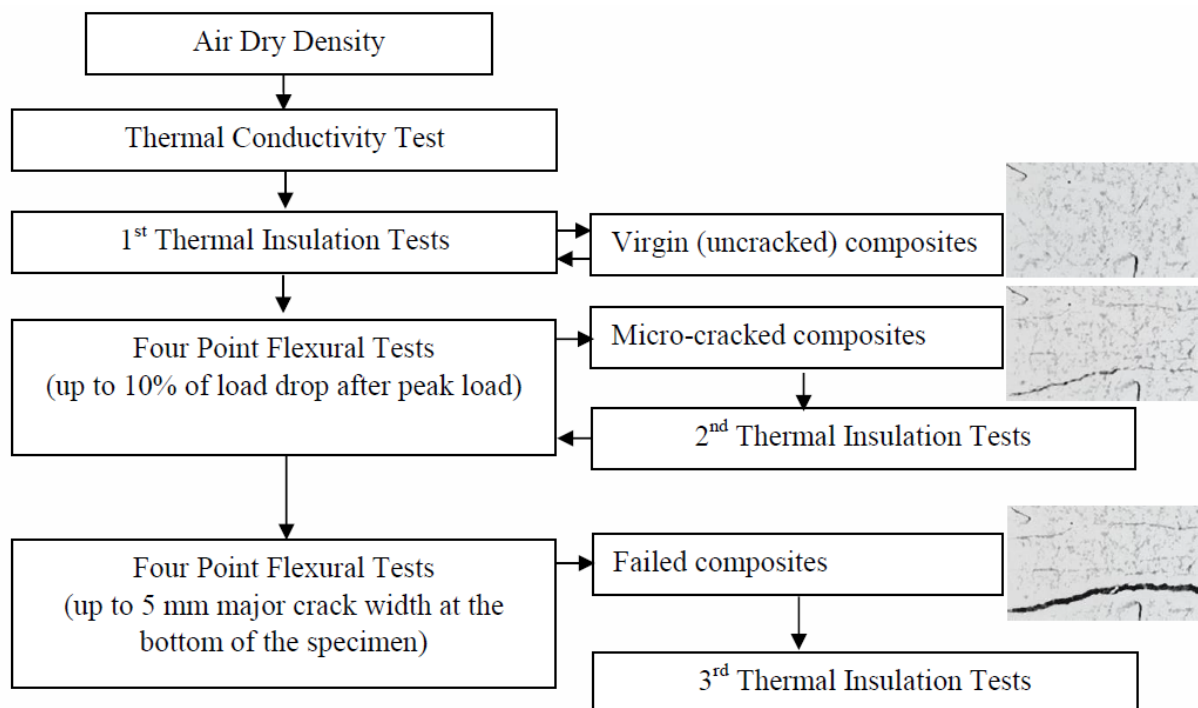 Air Dry Density
Thermal Conductivity Test
1st Thermal Insulation Tests
Virgin (uncracked) composites
Four Point Flexural Tests
(up to 10% of load drop after peak load)
Micro-cracked composites
2nd Thermal Insulation Tests
Four Point Flexural Tests
(up to 5 mm major crack width at the
bottom of the specimen)
Failed composites
3rd Thermal Insulation Tests